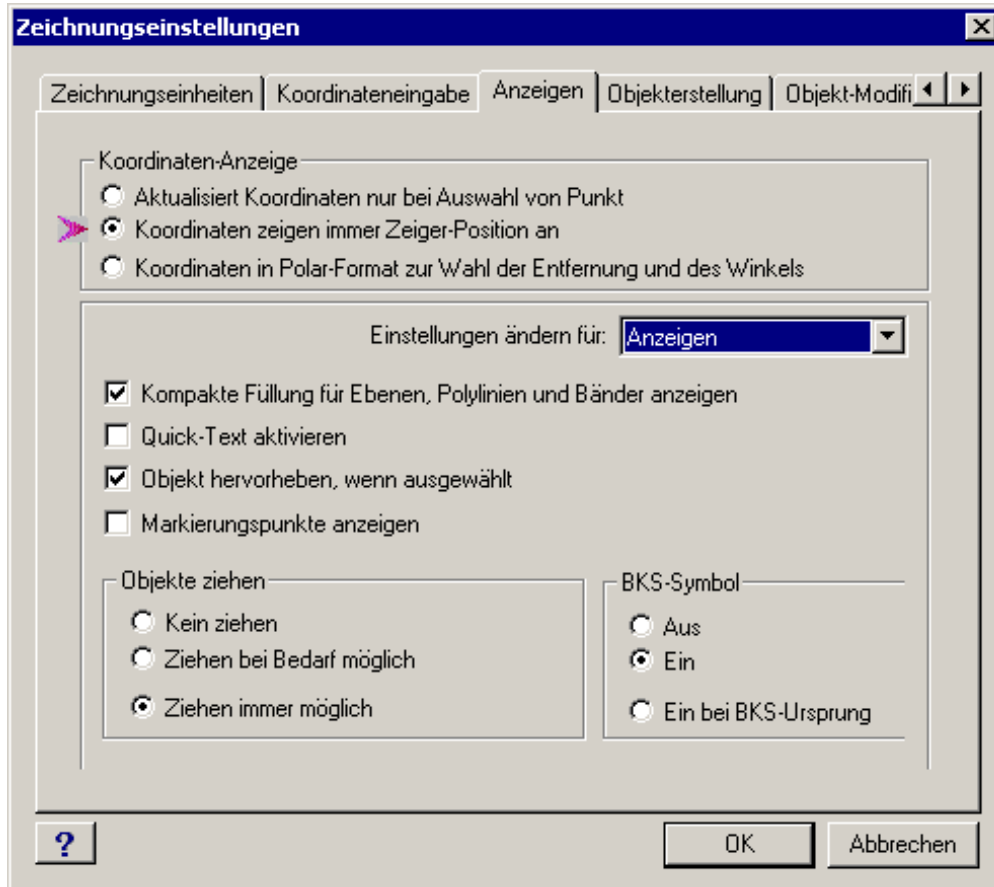 Zeichnungseinstellungen
Zeichnungseinheiten Koordinateneingabe Anzeigen Objekterstellung Objekt-Modifi
Koordinaten-Anzeige
Aktualisiert Koordinaten nur bei Auswahl von Punkt
Koordinaten zeigen immer Zeiger-Position an
Koordinaten in Polar-Format zur Wahl der Entfernung und des Winkels
Einstellungen ändern für: Anzeigen
Kompakte Füllung für Ebenen, Polylinien und Bänder anzeigen
Quick-Text aktivieren
Objekt hervorheben, wenn ausgewählt
Markierungspunkte anzeigen
Objekte ziehen
Kein ziehen
Ziehen bei Bedarf möglich
Ziehen immer möglich
BKS-Symbol
Aus
Ein
Ein bei BKS-Ursprung
? OK Abbrechen